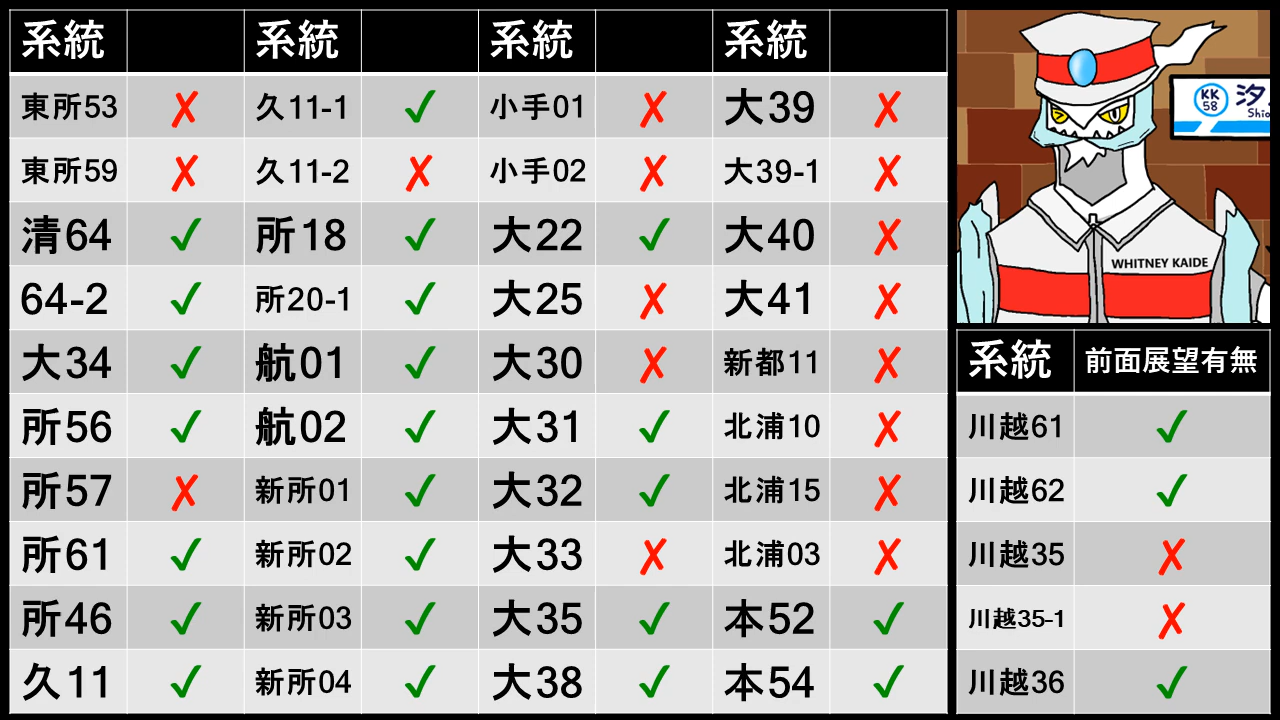 系統 系統 系統 系統
東所53 ✗ 久11-1 ✓ 小手01 ✗ 大39 ✗
東所59 ✗ 久11-2 ✗ 小手02 ✗ 大39-1 ✗
清64 ✓ 所18 ✓ 大22 ✓ 大40 ✗
64-2 ✓ 所20-1 ✓ 大25 ✗ 大41 ✗
大34 ✓ 航01 ✓ 大30 ✗ 新都11 ✗
所56 ✓ 航02 ✓ 大31 ✓ 北浦10 ✗
所57 ✗ 新所01 ✓ 大32 ✓ 北浦15 ✗
所61 ✓ 新所02 ✓ 大33 ✗ 北浦03 ✗
所46 ✓ 新所03 ✓ 大35 ✓ 本52 ✓
久11 ✓ 新所04 ✓ 大38 ✓ 本54 ✓
KK
58
汐
Shio
WHITNEY KAIDE
系統 前面展望有無
川越61 ✓
川越62 ✓
川越35 ✗
川越35-1 ✗
川越36 ✓